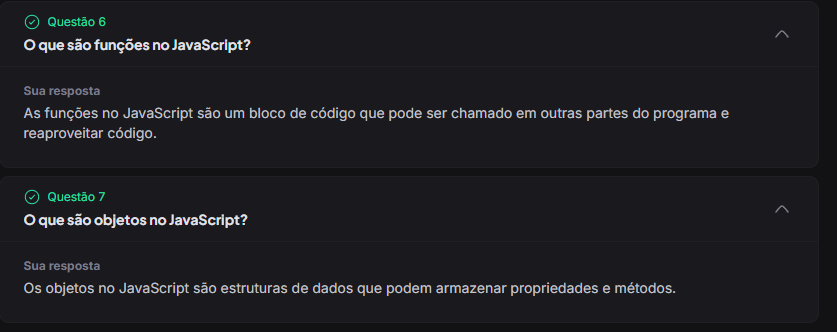 Questão 6
O que são funções no JavaScript?
Sua resposta
As funções no JavaScript são um bloco de código que pode ser chamado em outras partes do programa e
reaproveitar código.
Questão 7
O que são objetos no JavaScript?
Sua resposta
Os objetos no JavaScript são estruturas de dados que podem armazenar propriedades e métodos.